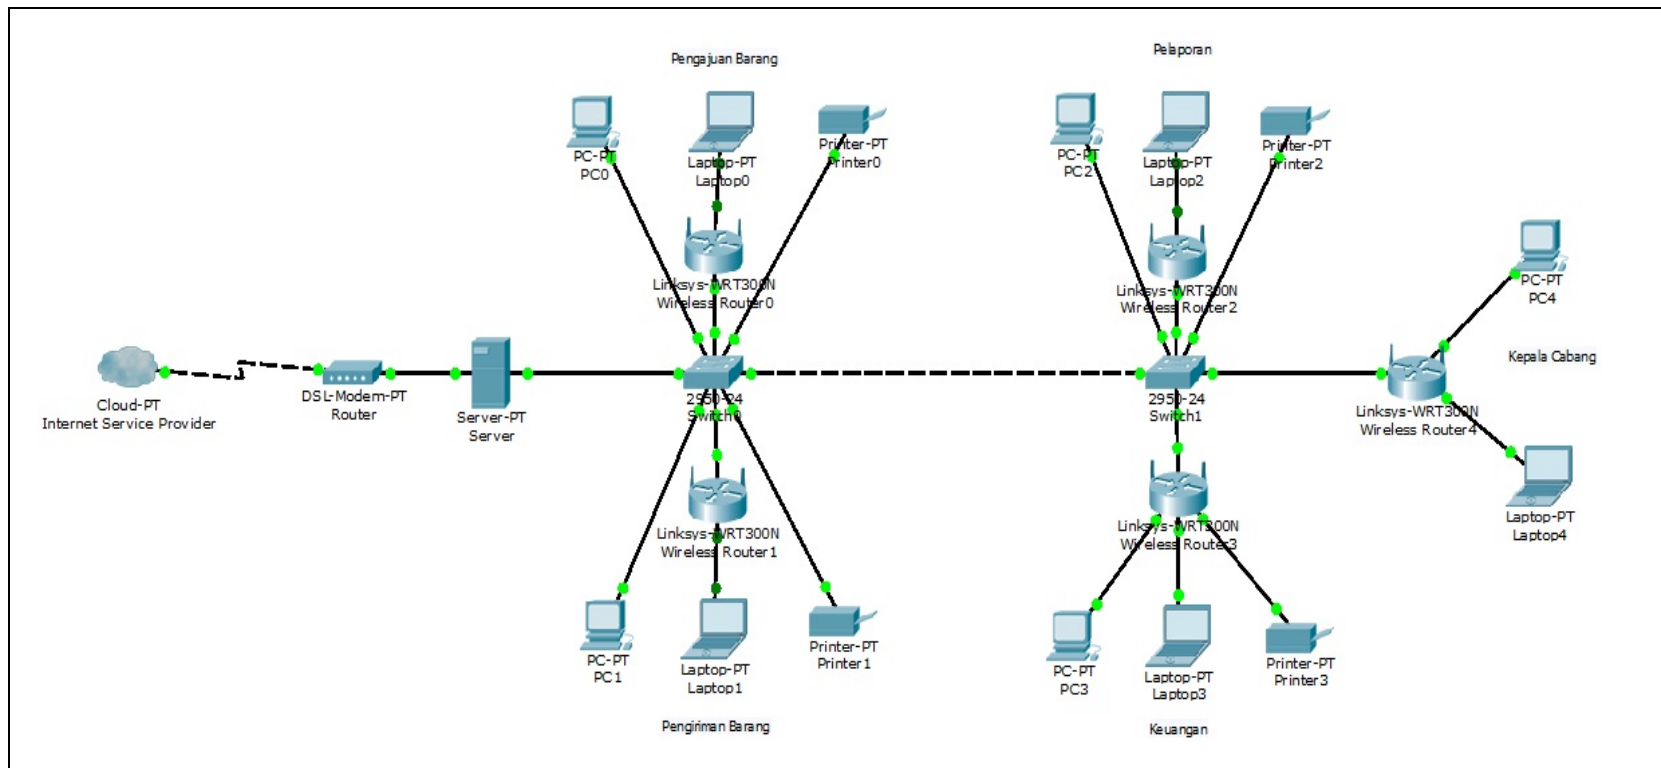 Pengajuan Barang
Pelaporan
PC-PT
PC0
Laptop-PT
Laptop0
Printer-PT
Printer0
PC-PT
PC2
Laptop-PT
Laptop2
Printer-PT
Printer2
Linksys-WRT300N
Wireless Router0
Linksys-WRT300N
Wireless Router2
PC-PT
PC4
Kepala Cabang
Cloud-PT
Internet Service Provider
DSL-Modem-PT
Router
Server-PT
Server
2950-24
Switch0
2950-24
Switch1
Linksys-WRT300N
Wireless Router4
Linksys-WRT300N
Wireless Router1
Linksys-WRT300N
Wireless Router3
Laptop-PT
Laptop4
PC-PT
PC1
Laptop-PT
Laptop1
Printer-PT
Printer1
PC-PT
PC3
Laptop-PT
Laptop3
Printer-PT
Printer3
Pengiriman Barang
Keuangan